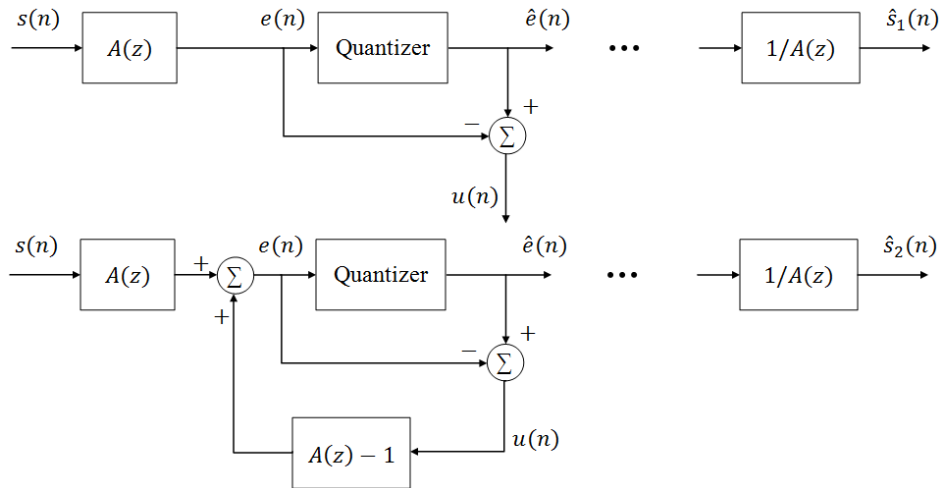 s(n) e(n) ê(n) ŝ₁(n)
A(z) Quantizer ••• 1/A(z)
+
−
Σ
u(n)
s(n) e(n) ê(n) ŝ₂(n)
A(z) + Σ Quantizer ••• 1/A(z)
+ +
−
Σ
u(n)
A(z) − 1